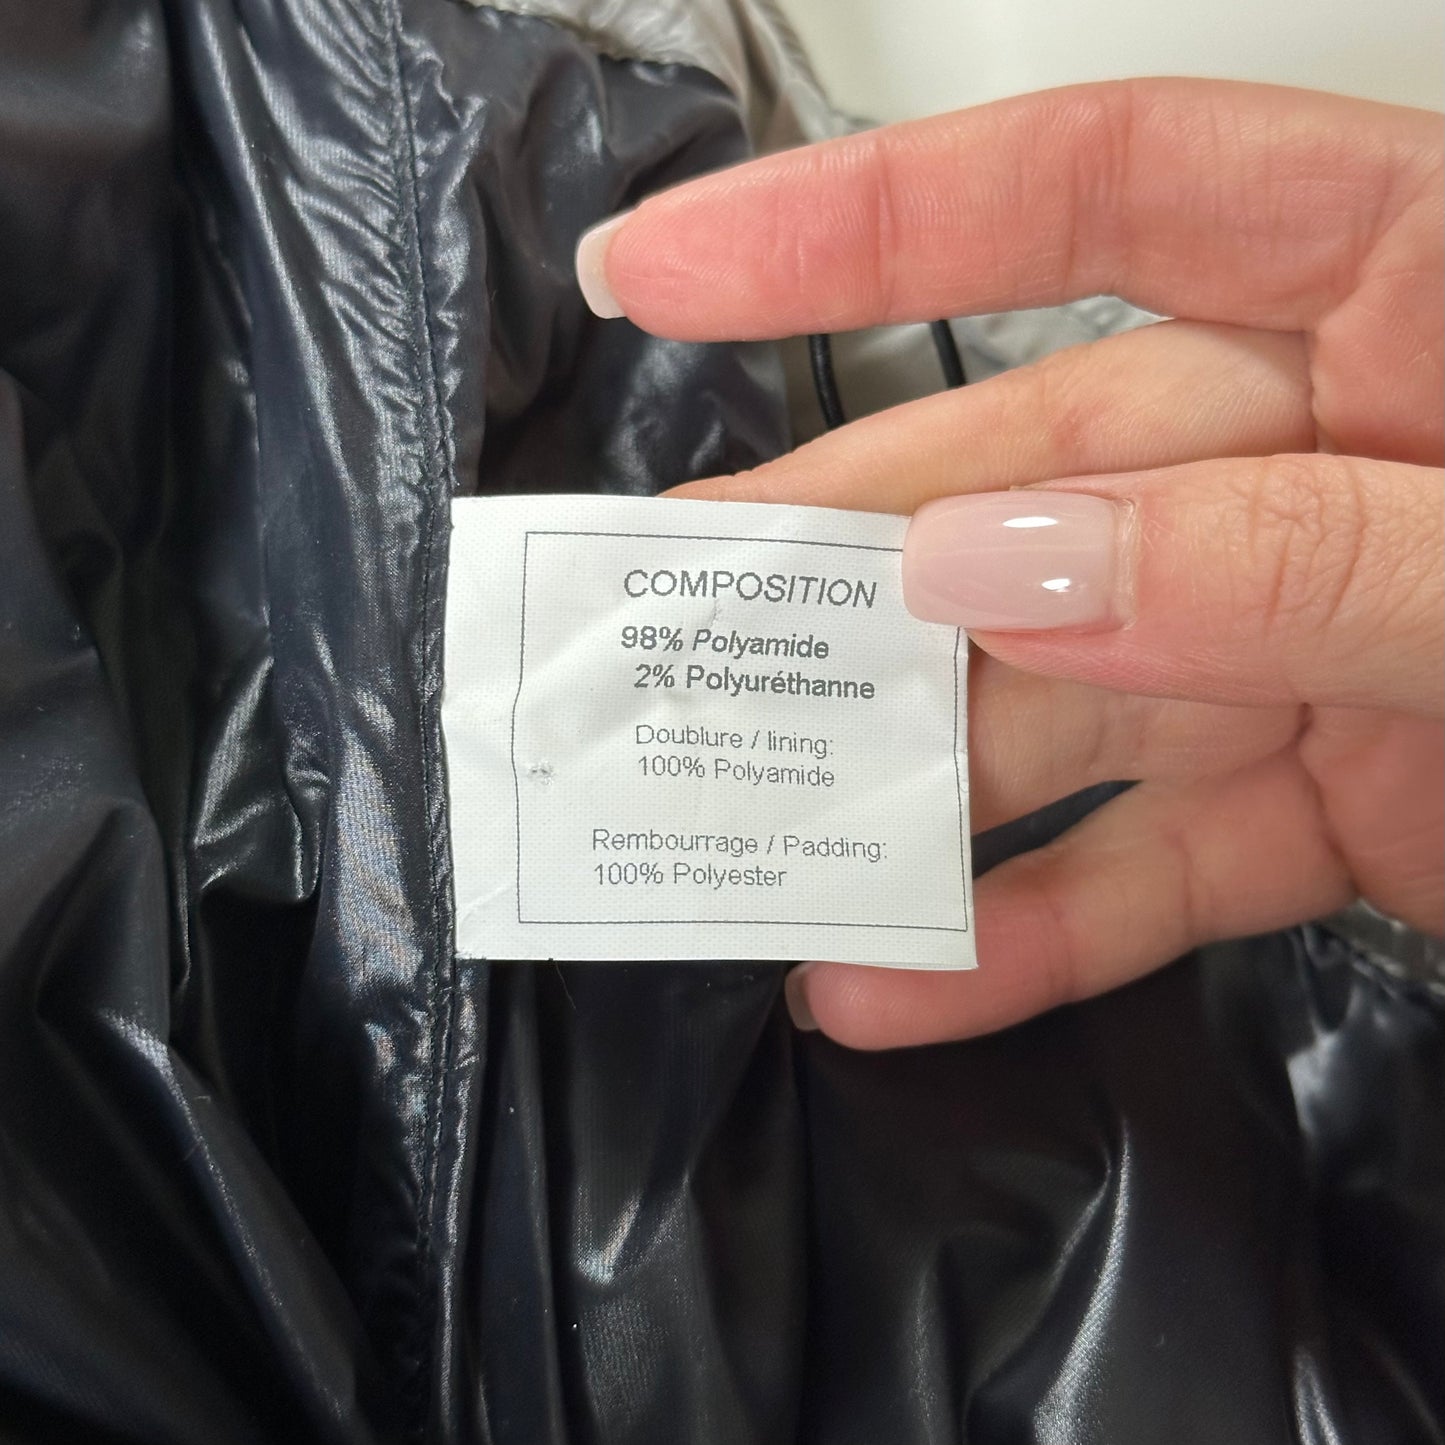 COMPOSITION
98% Polyamide
2% Polyuréthanne
Doublure / lining:
100% Polyamide
Rembourrage / Padding:
100% Polyester